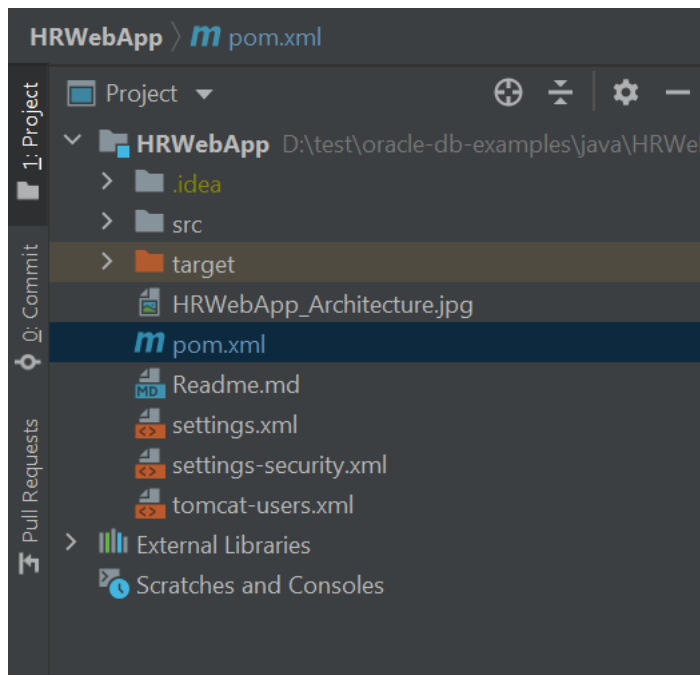 HRWebApp pom.xml
Project
HRWebApp D:\test\oracle-db-examples\java\HRWe
.idea
src
target
HRWebApp_Architecture.jpg
pom.xml
Readme.md
settings.xml
settings-security.xml
tomcat-users.xml
External Libraries
Scratches and Consoles
1: Project
0: Commit
Pull Requests
MD